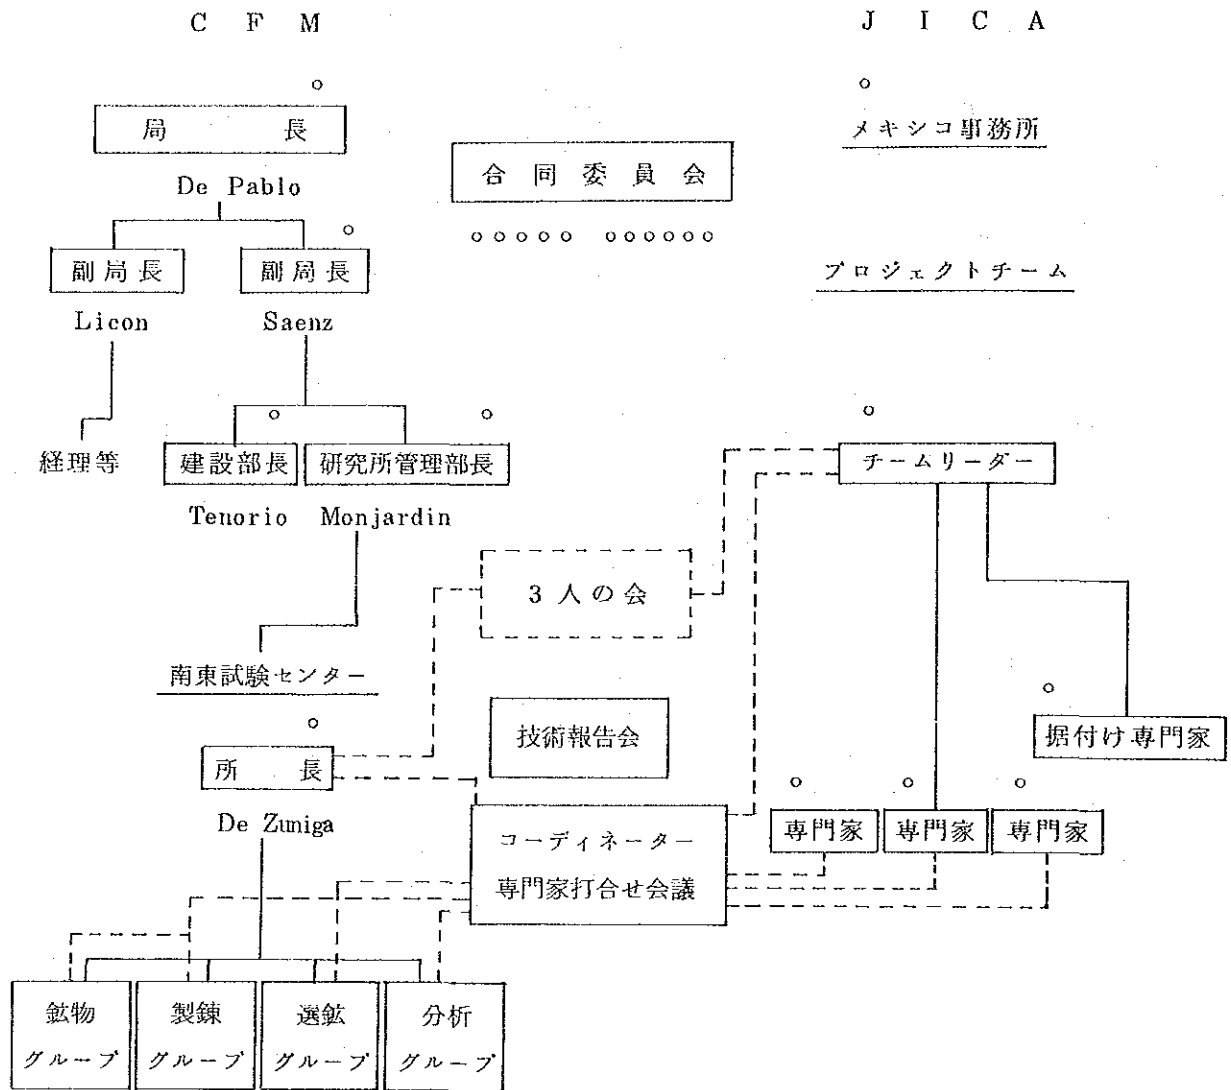 C F M
J I C A
局 長
メキシコ事務所
De Pablo
合同委員会
副局長 副局長
プロジェクトチーム
Licon Saenz
経理等 建設部長 研究所管理部長
チームリーダー
Tenorio Monjardin
3人の会
南東試験センター
技術報告会
据付け専門家
所 長
De Zuniga
コーディネーター
専門家打合せ会議
専門家 専門家 専門家
鉱物
グループ
製錬
グループ
選鉱
グループ
分析
グループ